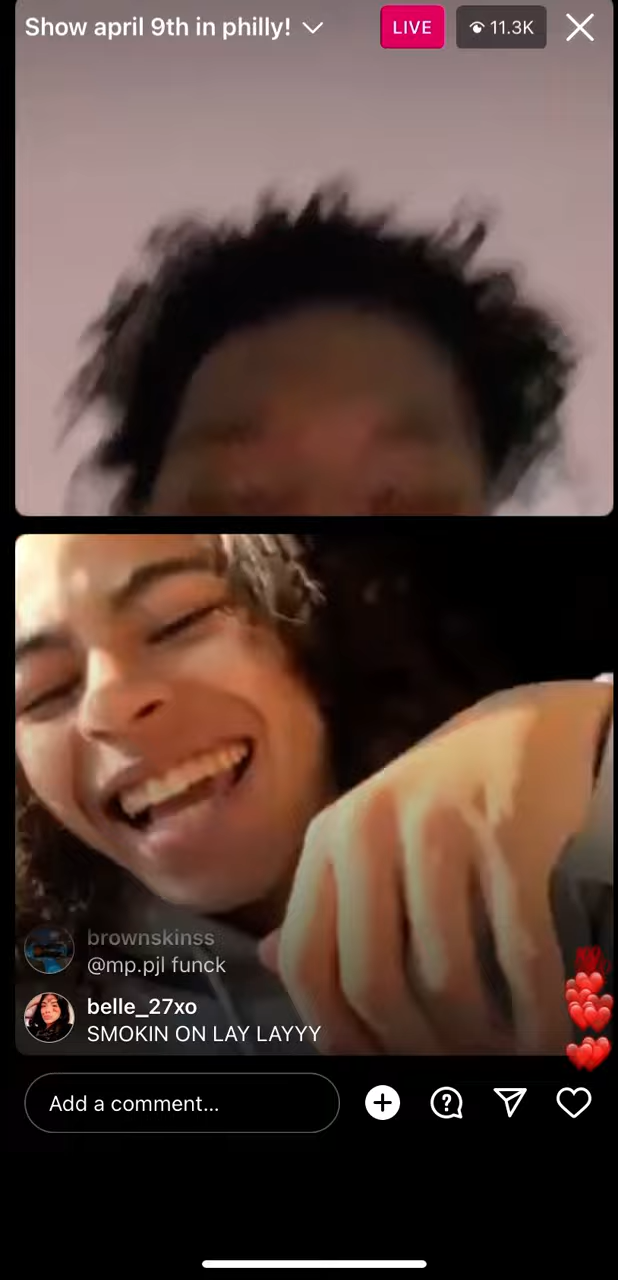 Show april 9th in philly!
LIVE
11.3K
brownskinss
@mp.pjl funck
belle_27xo
SMOKIN ON LAY LAYYY
Add a comment...